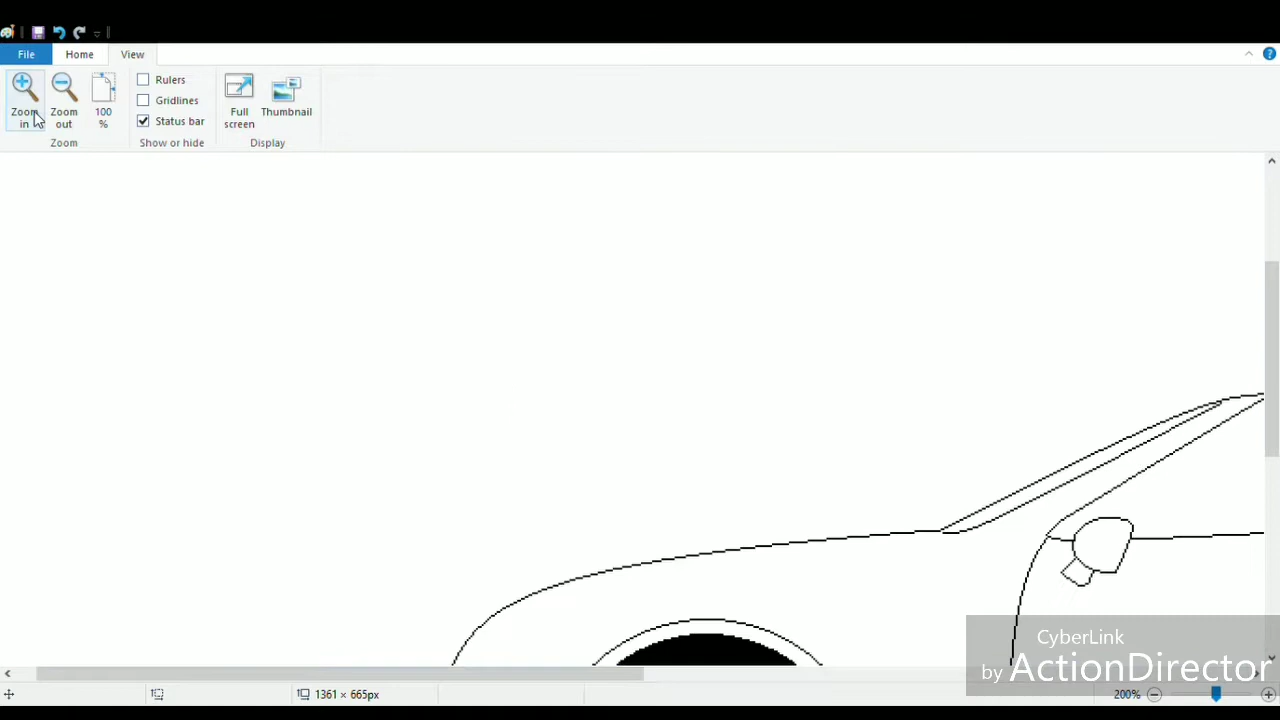 File Home View
Zoom in
Zoom out
100 %
Rulers
Gridlines
Status bar
Full screen
Thumbnail
Zoom
Show or hide
Display
CyberLink
by ActionDirector
1361 × 665px
200%